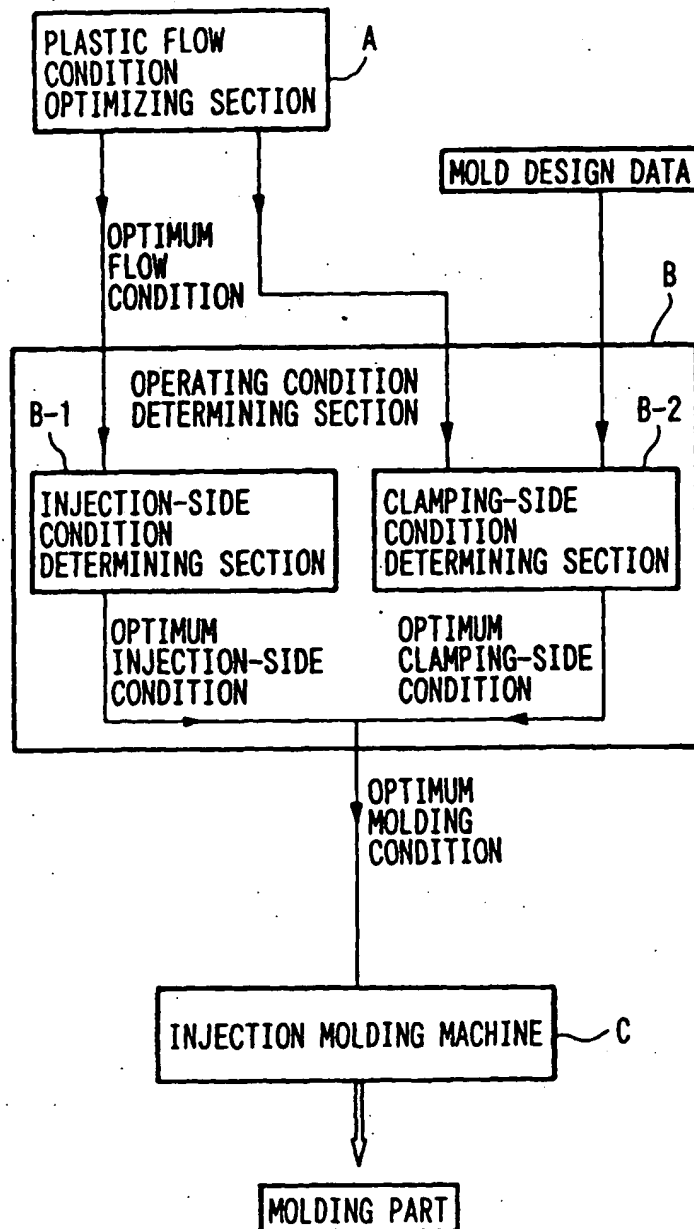 PLASTIC FLOW
CONDITION
OPTIMIZING SECTION
A
MOLD DESIGN DATA
OPTIMUM
FLOW
CONDITION
B
OPERATING CONDITION
DETERMINING SECTION
B-1
B-2
INJECTION-SIDE
CONDITION
DETERMINING SECTION
CLAMPING-SIDE
CONDITION
DETERMINING SECTION
OPTIMUM
INJECTION-SIDE
CONDITION
OPTIMUM
CLAMPING-SIDE
CONDITION
OPTIMUM
MOLDING
CONDITION
INJECTION MOLDING MACHINE
C
MOLDING PART